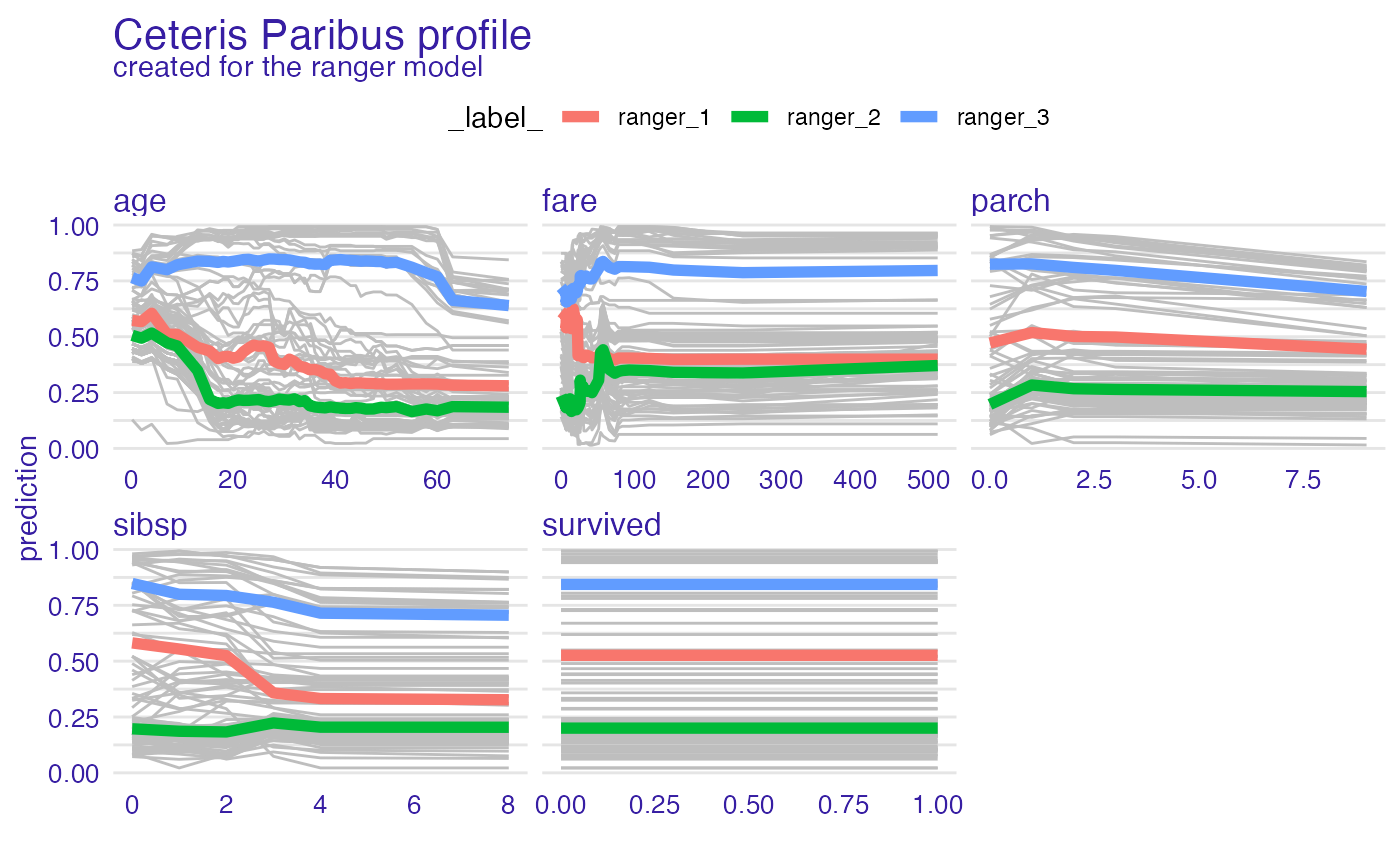 Ceteris Paribus profile
created for the ranger model
_label_ ranger_1 ranger_2 ranger_3
age fare parch
1.00
0.75
0.50
0.25
0.00
0 20 40 60 0 100 200 300 400 500 0.0 2.5 5.0 7.5
prediction
sibsp survived
1.00
0.75
0.50
0.25
0.00
0 2 4 6 8 0.00 0.25 0.50 0.75 1.00